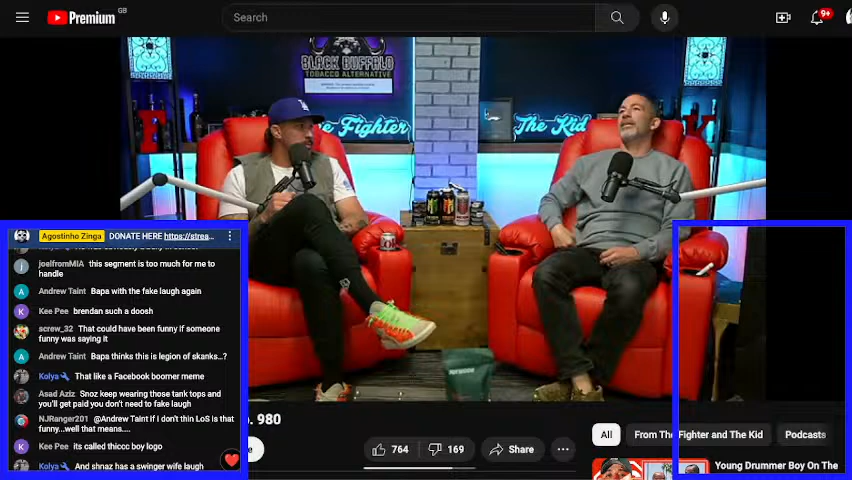 Premium GB
Search
9+
BLACK BUFFALO
TOBACCO ALTERNATIVE
he Fighter
The Kid
F
K
Agostinho Zinga DONATE HERE https://strea...
joelfromMIA this segment is too much for me to
handle
Andrew Taint Bapa with the fake laugh again
Kee Pee brendan such a doosh
screw_32 That could have been funny if someone
funny was saying it
Andrew Taint Bapa thinks this is legion of skanks..?
Kolya That like a Facebook boomer meme
Asad Aziz Snoz keep wearing those tank tops and
you'll get paid you don't need to fake laugh
NJRanger201 @Andrew Taint if i don't thin LoS is that
funny...well that means....
Kee Pee its called thiccc boy logo
Kolya And shnaz has a swinger wife laugh
. 980
764
169
Share
All
From The Fighter and The Kid
Podcasts
Young Drummer Boy On The